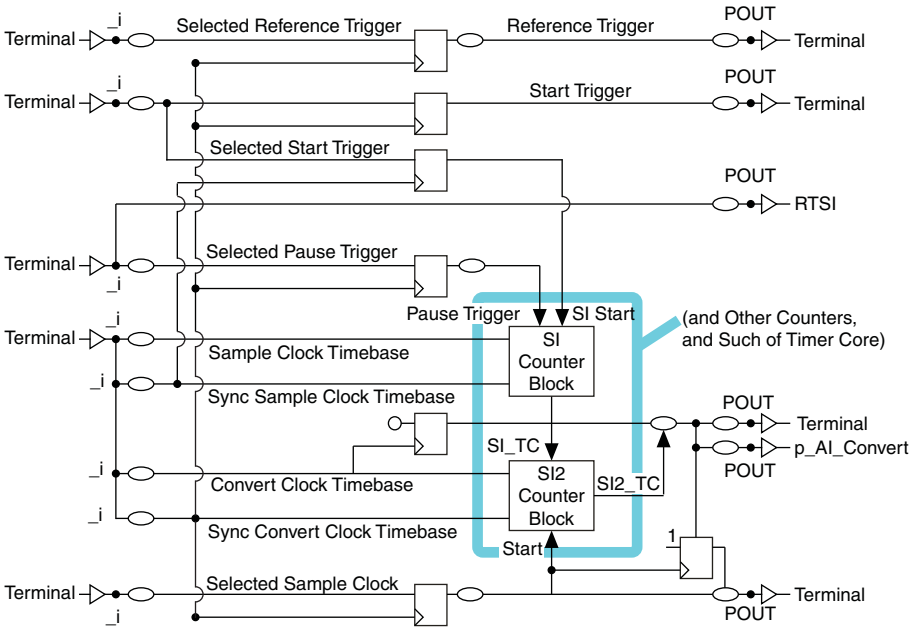 _i
Selected Reference Trigger
Reference Trigger
POUT
Terminal
Terminal
_i
POUT
Terminal
Start Trigger
Terminal
Selected Start Trigger
POUT
RTSI
Selected Pause Trigger
Terminal
_i
Pause Trigger
SI Start
(and Other Counters,
and Such of Timer Core)
_i
Terminal
SI
Counter
Block
Sample Clock Timebase
_i
Sync Sample Clock Timebase
POUT
Terminal
SI_TC
p_AI_Convert
POUT
_i
Convert Clock Timebase
SI2
Counter
Block
SI2_TC
_i
Sync Convert Clock Timebase
Start
1
Selected Sample Clock
Terminal
_i
Terminal
POUT